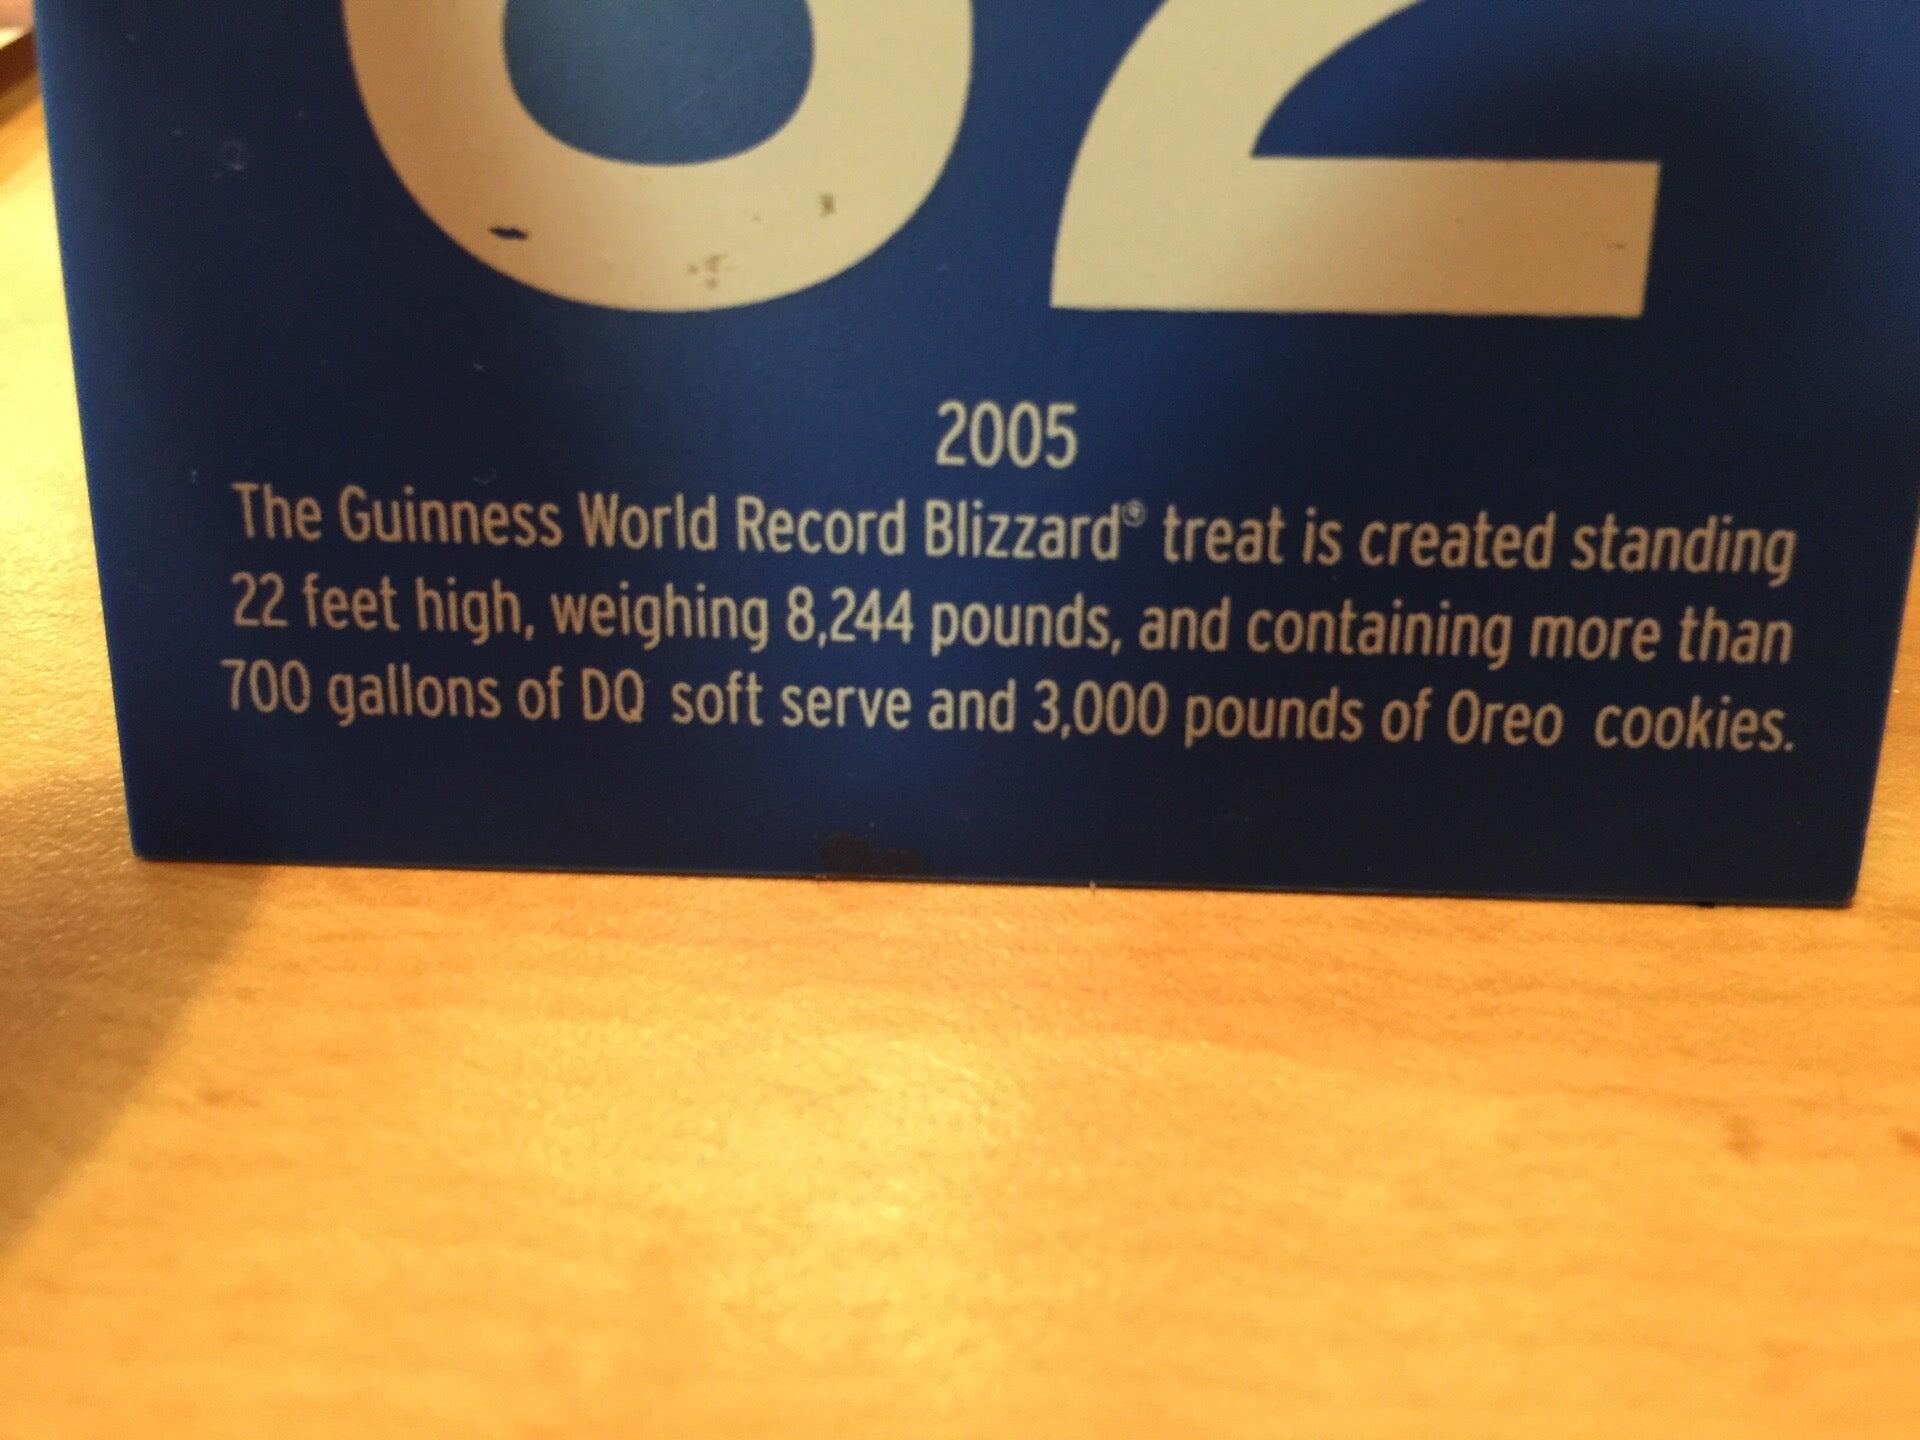 2005
The Guinness World Record Blizzard® treat is created standing
22 feet high, weighing 8,244 pounds, and containing more than
700 gallons of DQ soft serve and 3,000 pounds of Oreo cookies.